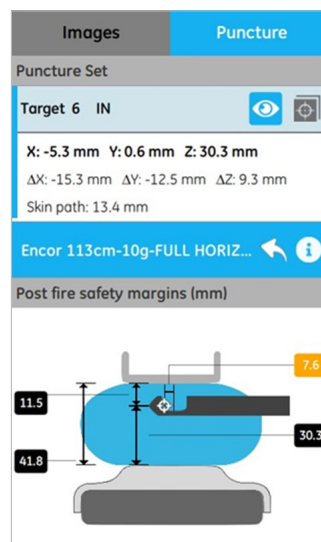 Images Puncture
Puncture Set
Target 6 IN
X: -5.3 mm Y: 0.6 mm Z: 30.3 mm
ΔX: -15.3 mm ΔY: -12.5 mm ΔZ: 9.3 mm
Skin path: 13.4 mm
Encor 113cm-10g-FULL HORIZ...
Post fire safety margins (mm)
7.6
11.5
30.3
41.8